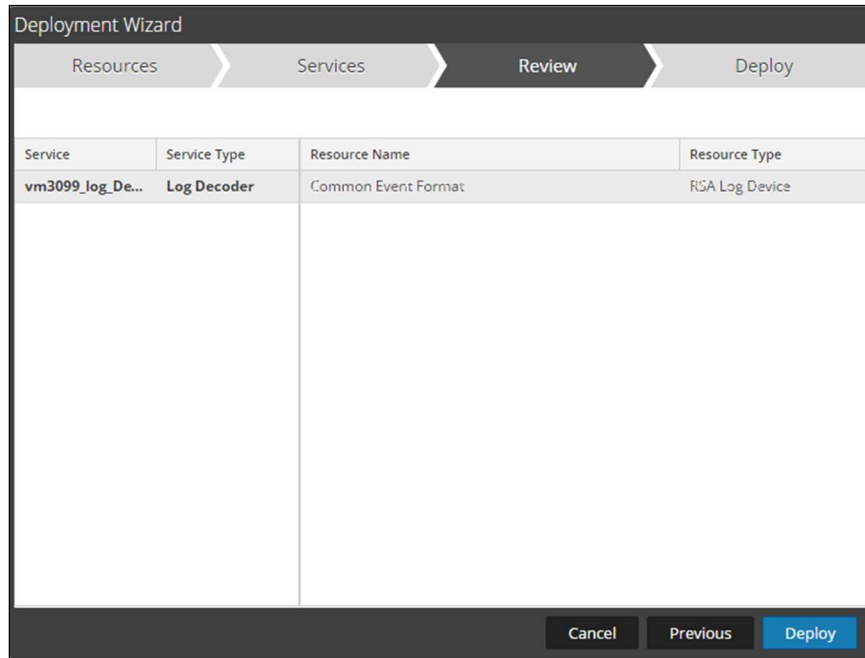 Deployment Wizard
Resources Services Review Deploy
Service Service Type Resource Name Resource Type
vm3099_log_De... Log Decoder Common Event Format RSA Log Device
Cancel Previous Deploy